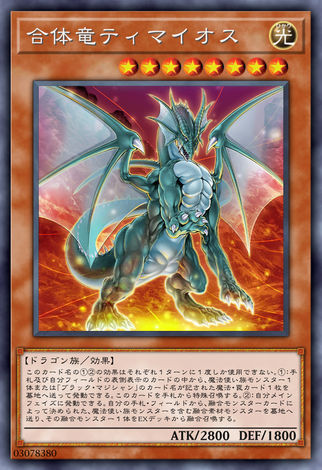 合体竜ティマイオス
光
【ドラゴン族／効果】
このカード名の①②の効果はそれぞれ１ターンに１度しか使用できない。①：手
札及び自分フィールドの表側表示のカードの中から、魔法使い族モンスター１
体または「ブラック・マジシャン」のカード名が記された魔法・罠カード１枚を
墓地へ送って発動できる。このカードを手札から特殊召喚する。②：自分メイン
フェイズに発動できる。自分の手札・フィールドから、融合モンスターカードに
よって決められた、魔法使い族モンスターを含む融合素材モンスターを墓地へ
送り、その融合モンスター１体をEXデッキから融合召喚する。
ATK/2800 DEF/1800
03078380